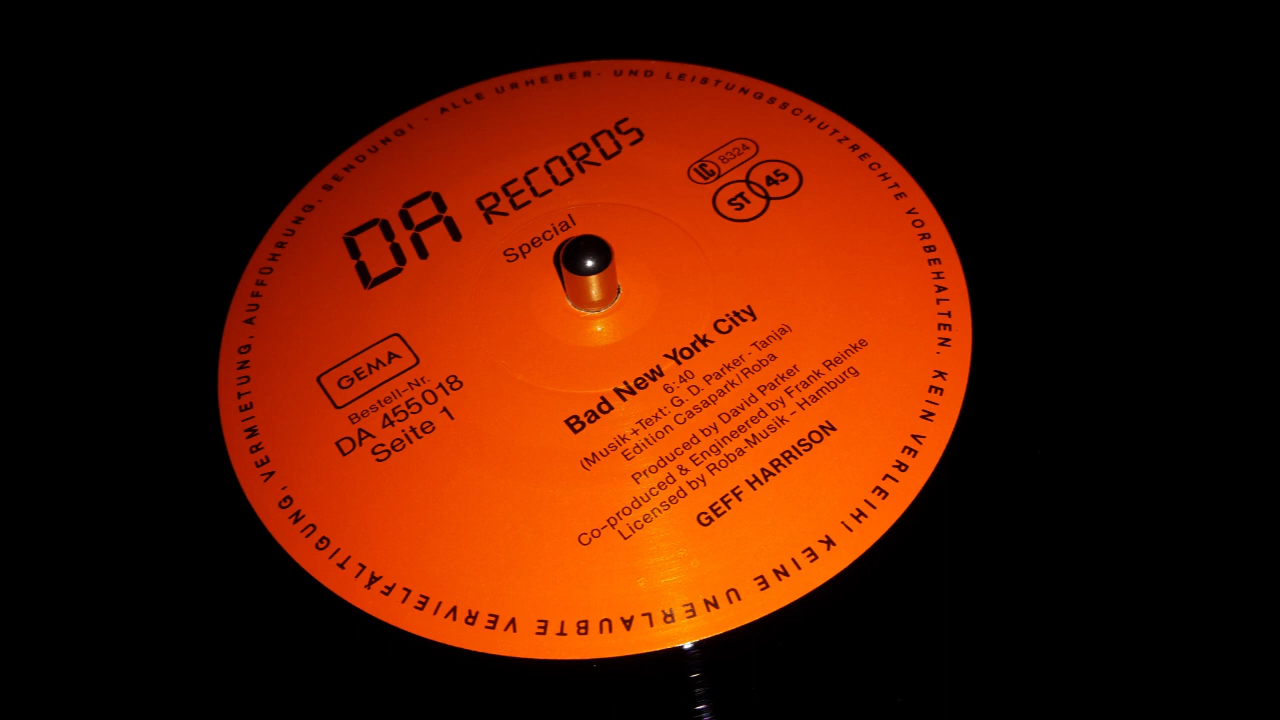 ALLE URHEBER- UND LEISTUNGSSCHUTZRECHTE VORBEHALTEN. KEIN VERLEIH! KEINE UNERLAUBTE VERVIELFÄLTIGUNG, VERMIETUNG, AUFFÜHRUNG, SENDUNG! ·
DA RECORDS
Special
LC 8324
ST 45
GEMA
Bestell-Nr.
DA 455018
Seite 1
Bad New York City
6:40
(Musik+Text: G. D. Parker - Tanja)
Edition Casapark/Roba
Produced by David Parker
Co-produced & Engineered by Frank Reinke
Licensed by Roba-Musik - Hamburg
GEFF HARRISON